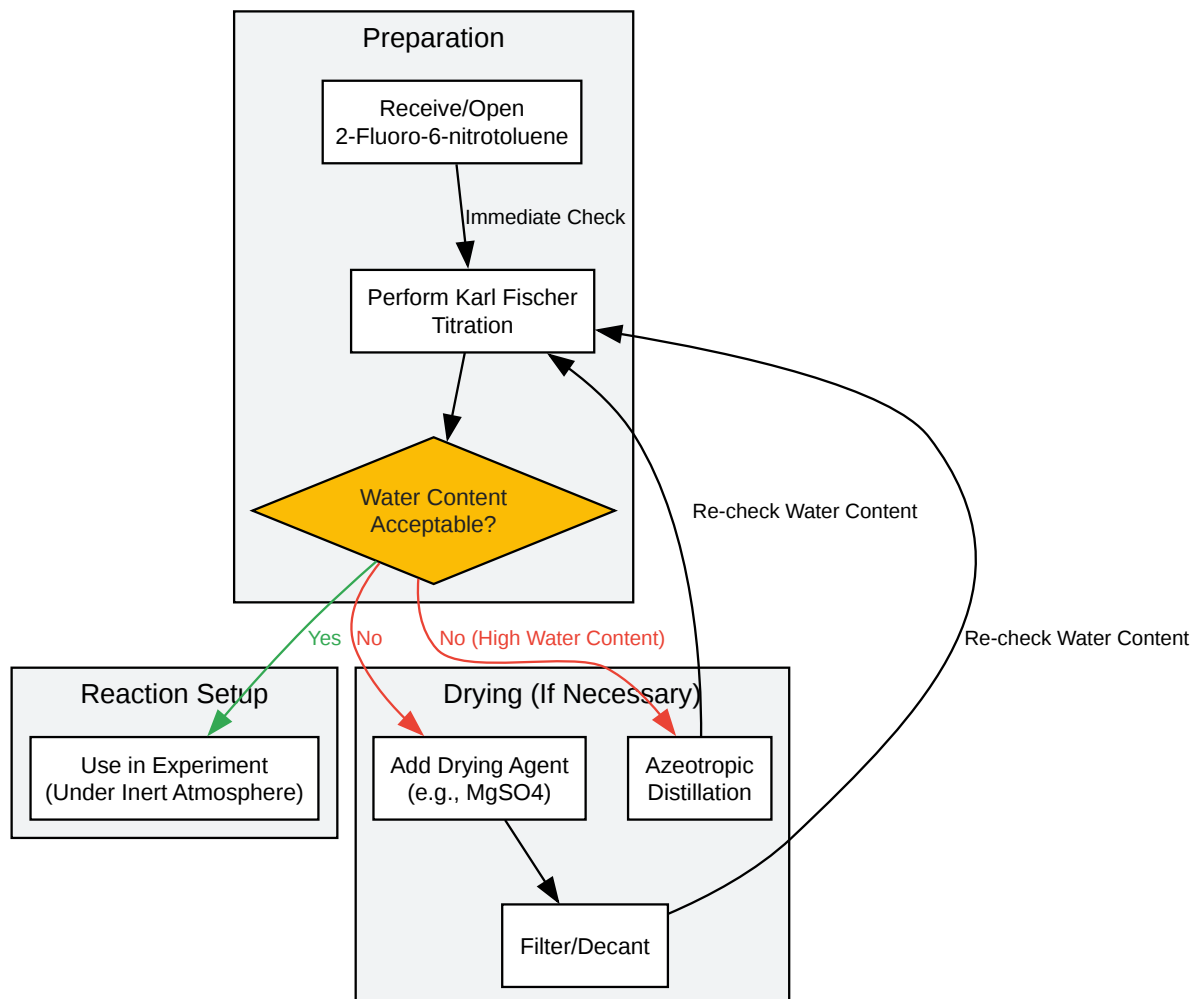 Preparation
Receive/Open
2-Fluoro-6-nitrotoluene
Immediate Check
Perform Karl Fischer
Titration
Water Content
Acceptable?
Re-check Water Content
Yes
No
No (High Water Content)
Re-check Water Content
Reaction Setup
Drying (If Necessary)
Use in Experiment
(Under Inert Atmosphere)
Add Drying Agent
(e.g., MgSO4)
Azeotropic
Distillation
Filter/Decant